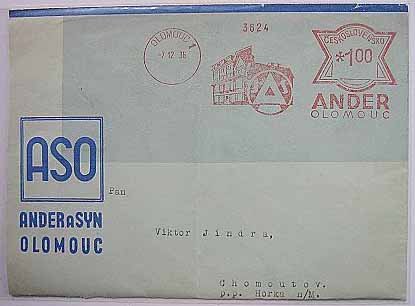 3624
OLOMOUC 1
-7.12.36
ČESKOSLOVENSKO
*1.00
ANDER
OLOMOUC
A
ASO
ANDER A SYN
OLOMOUC
Pan
Viktor Jindra,
Chomoutov.
p.p. Horka n/M.